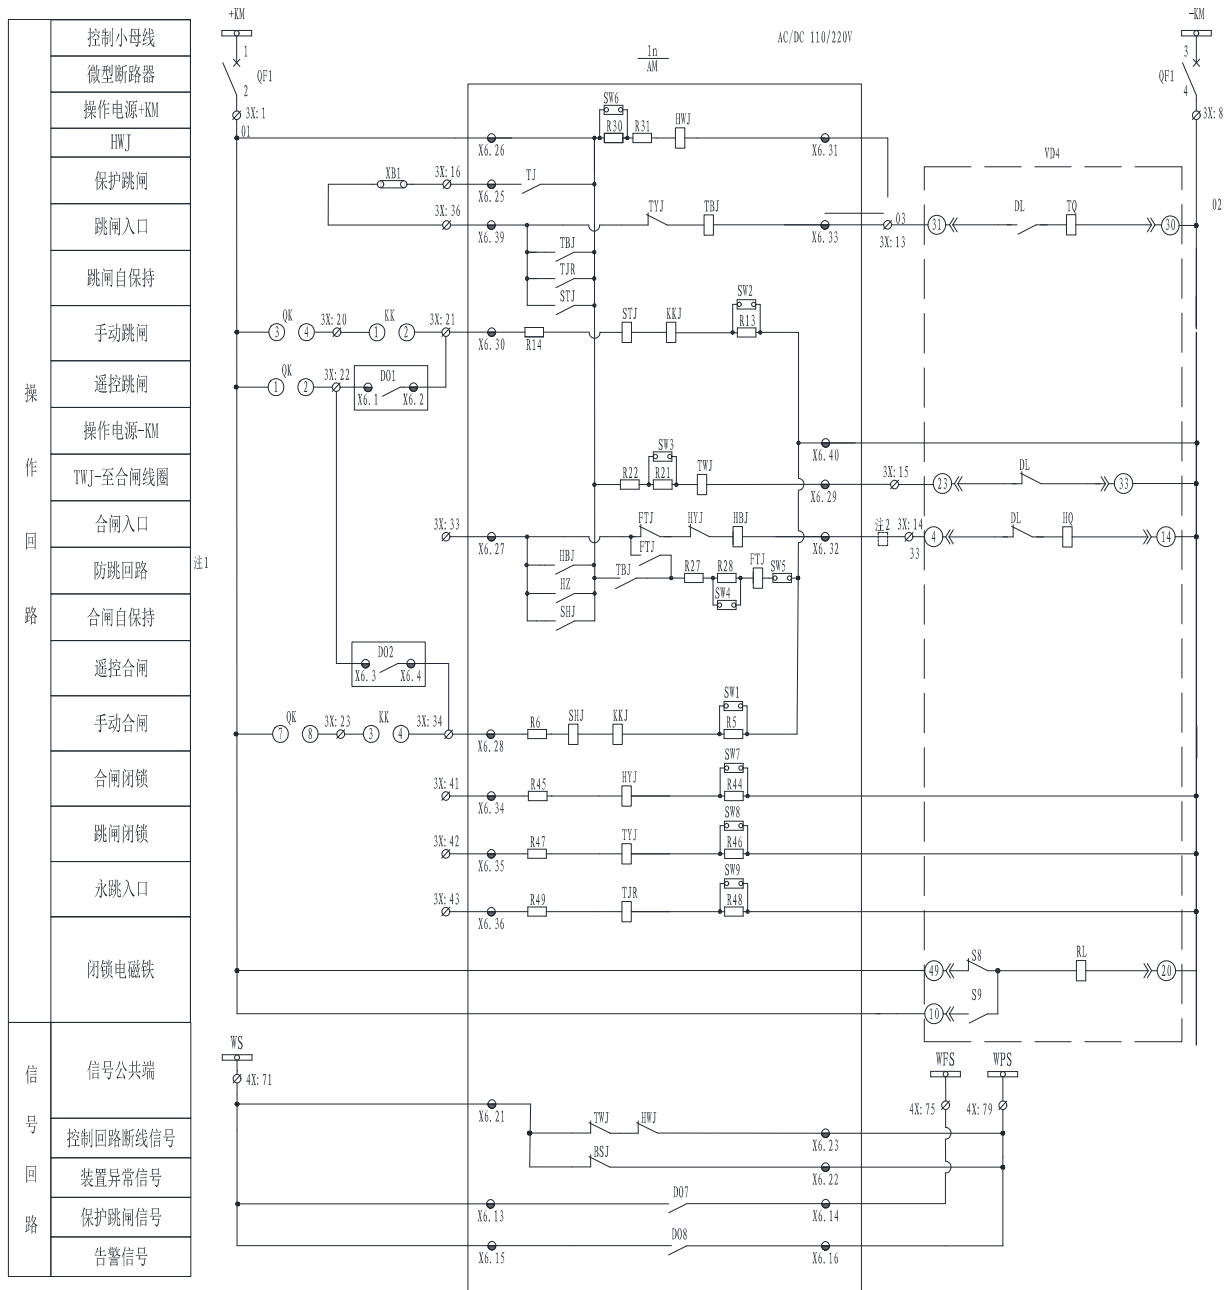 +KM
-KM
控制小母线
AC/DC 110/220V
1n
AM
1
3
微型断路器
QF1
QF1
2
4
操作电源+KM
3X:1
3X:8
01
SW6
R30
R31
HWJ
HWJ
X6.26
X6.31
VD4
保护跳闸
XB1
3X:16
TJ
X6.25
02
跳闸入口
3X:36
TYJ
TBJ
03
31
DL
TQ
30
X6.39
X6.33
3X:13
跳闸自保持
TBJ
TJR
STJ
SW2
手动跳闸
QK
3
4
3X:20
KK
1
2
3X:21
STJ
KKJ
R13
X6.30
R14
遥控跳闸
QK
1
2
3X:22
DO1
X6.1
X6.2
操作电源-KM
X6.40
TWJ-至合闸线圈
SW3
R22
R21
TWJ
3X:15
23
DL
33
X6.29
合闸入口
3X:33
FTJ
HYJ
HBJ
注2
3X:14
4
DL
HQ
14
X6.27
X6.32
33
防跳回路
注1
HBJ
FTJ
HZ
TBJ
R27
R28
FTJ
SW5
SW4
合闸自保持
SHJ
遥控合闸
DO2
X6.3
X6.4
手动合闸
SW1
QK
7
8
3X:23
KK
3
4
3X:34
R6
SHJ
KKJ
R5
X6.28
合闸闭锁
SW7
3X:41
R45
HYJ
R44
X6.34
跳闸闭锁
SW8
3X:42
R47
TYJ
R46
X6.35
永跳入口
SW9
3X:43
R49
TJR
R48
X6.36
闭锁电磁铁
49
S8
RL
20
S9
10
操作回路
WS
信号公共端
4X:71
WFS
WPS
4X:75
4X:79
X6.21
控制回路断线信号
TWJ
HWJ
X6.23
装置异常信号
BSJ
X6.22
保护跳闸信号
DO7
X6.13
X6.14
告警信号
DO8
X6.15
X6.16
信号回路